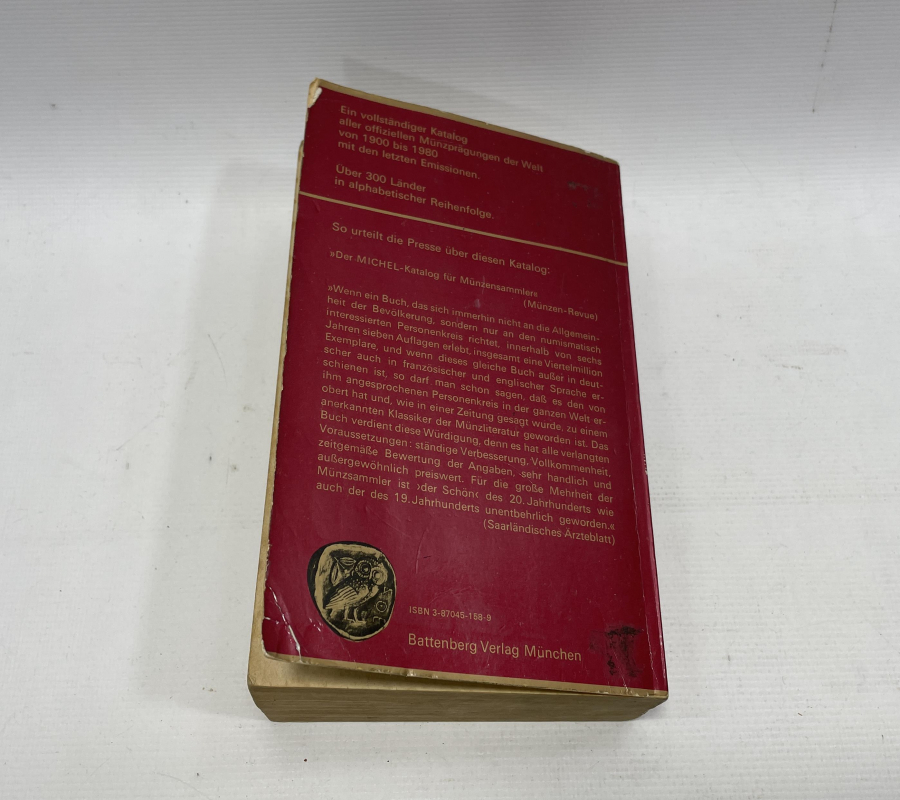 Ein vollständiger Katalog
aller offiziellen Münzprägungen der Welt
von 1900 bis 1980
mit den letzten Emissionen.
Über 300 Länder
in alphabetischer Reihenfolge.
So urteilt die Presse über diesen Katalog:
»Der MICHEL-Katalog für Münzensammler«
(Münzen-Revue)
»Wenn ein Buch, das sich immerhin nicht an die Allgemein-
heit der Bevölkerung, sondern nur an den numismatisch
interessierten Personenkreis richtet, innerhalb von sechs
Jahren sieben Auflagen erlebt, insgesamt eine Viertelmillion
Exemplare, und wenn dieses gleiche Buch außer in deut-
scher auch in französischer und englischer Sprache er-
schienen ist, so darf man schon sagen, daß es den von
ihm angesprochenen Personenkreis in der ganzen Welt er-
obert hat und, wie in einer Zeitung gesagt wurde, zu einem
anerkannten Klassiker der Münzliteratur geworden ist. Das
Buch verdient diese Würdigung, denn es hat alle verlangten
Voraussetzungen: ständige Verbesserung, Vollkommenheit,
zeitgemäße Bewertung der Angaben, sehr handlich und
außergewöhnlich preiswert. Für die große Mehrheit der
Münzsammler ist ›der Schön‹ des 20. Jahrhunderts wie
auch der des 19. Jahrhunderts unentbehrlich geworden.«
(Saarländisches Ärzteblatt)
ISBN 3-87045-168-9
Battenberg Verlag München